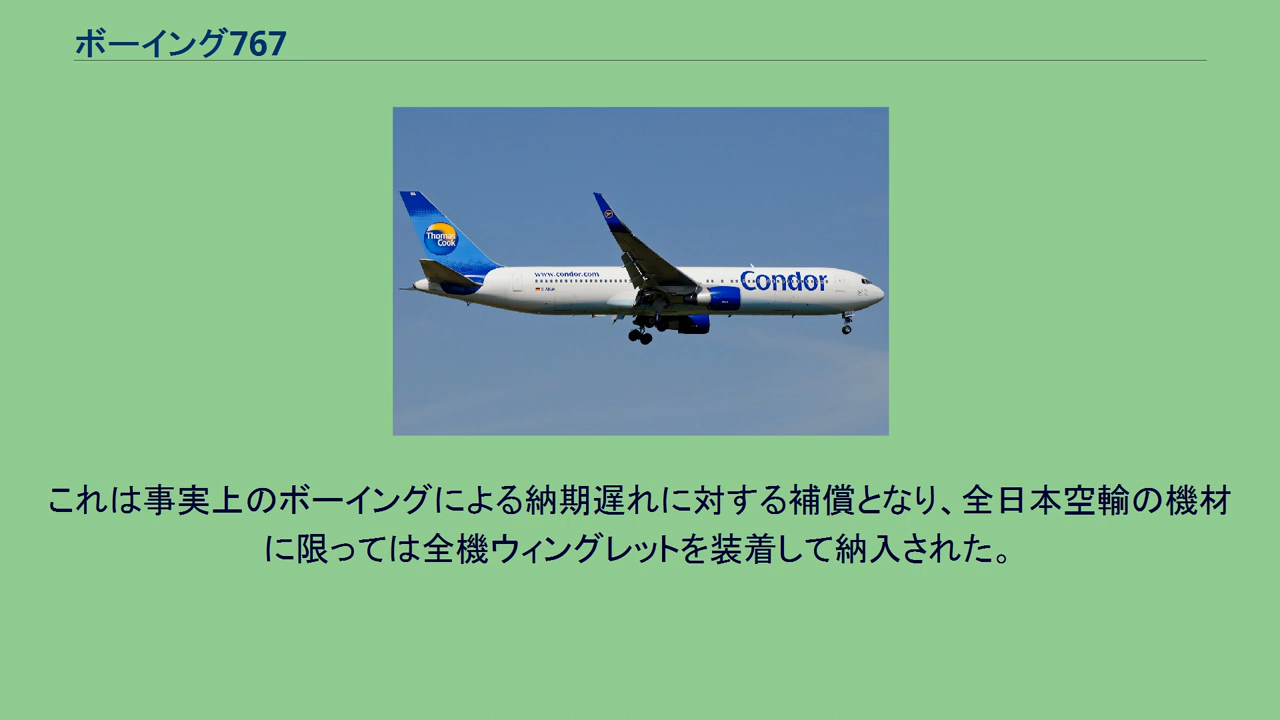 ボーイング767
Thomas
Cook
www.condor.com
Condor
これは事実上のボーイングによる納期遅れに対する補償となり、全日本空輸の機材
に限っては全機ウィングレットを装着して納入された。